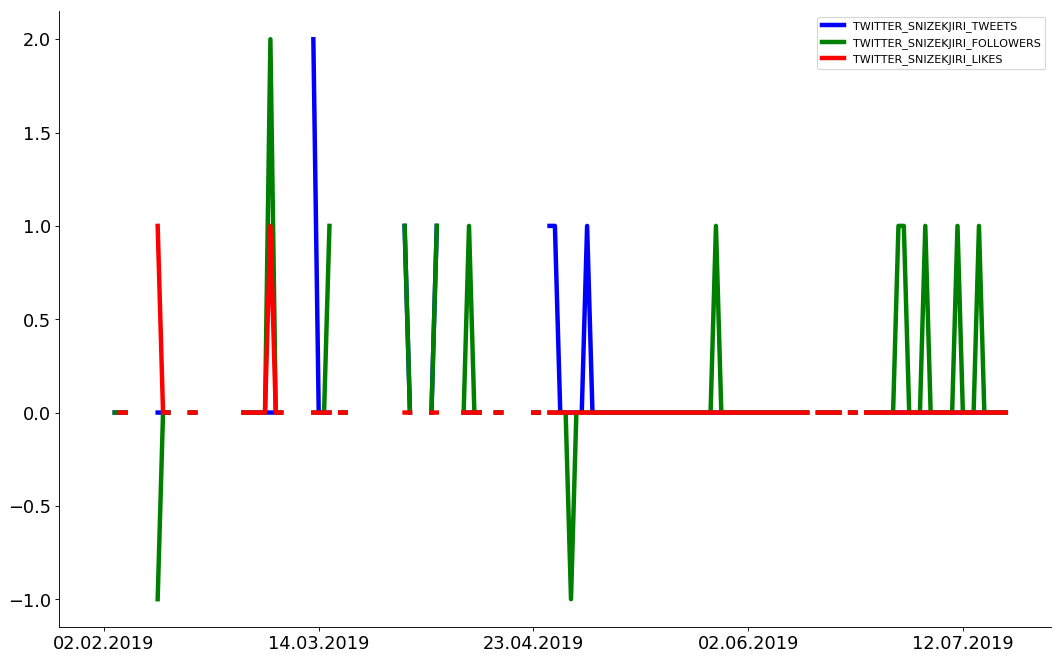 TWITTER_SNIZEKJIRI_TWEETS
TWITTER_SNIZEKJIRI_FOLLOWERS
TWITTER_SNIZEKJIRI_LIKES
2.0
1.5
1.0
0.5
0.0
−0.5
−1.0
02.02.2019 14.03.2019 23.04.2019 02.06.2019 12.07.2019